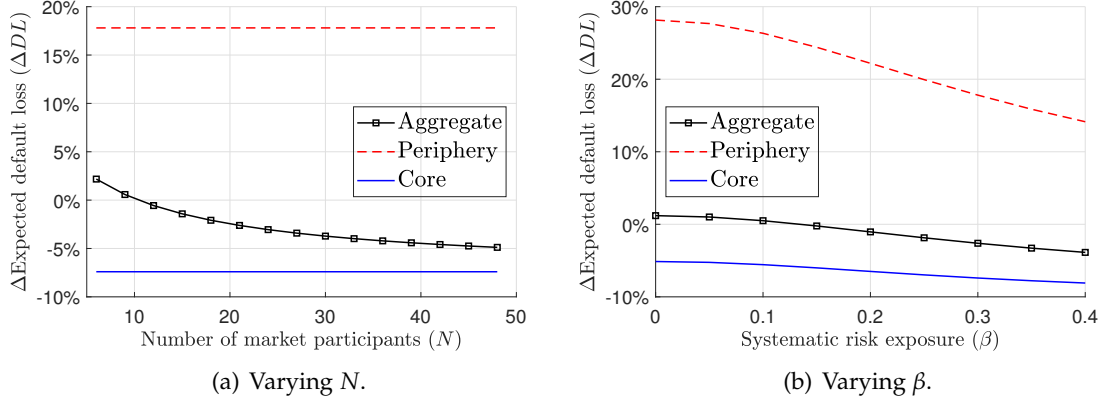 20%
15%
10%
5%
0%
-5%
-10%
ΔExpected default loss (ΔDL)
Aggregate
Periphery
Core
10 20 30 40 50
Number of market participants (N)
(a) Varying N.
30%
20%
10%
0%
-10%
ΔExpected default loss (ΔDL)
Aggregate
Periphery
Core
0 0.1 0.2 0.3 0.4
Systematic risk exposure (β)
(b) Varying β.